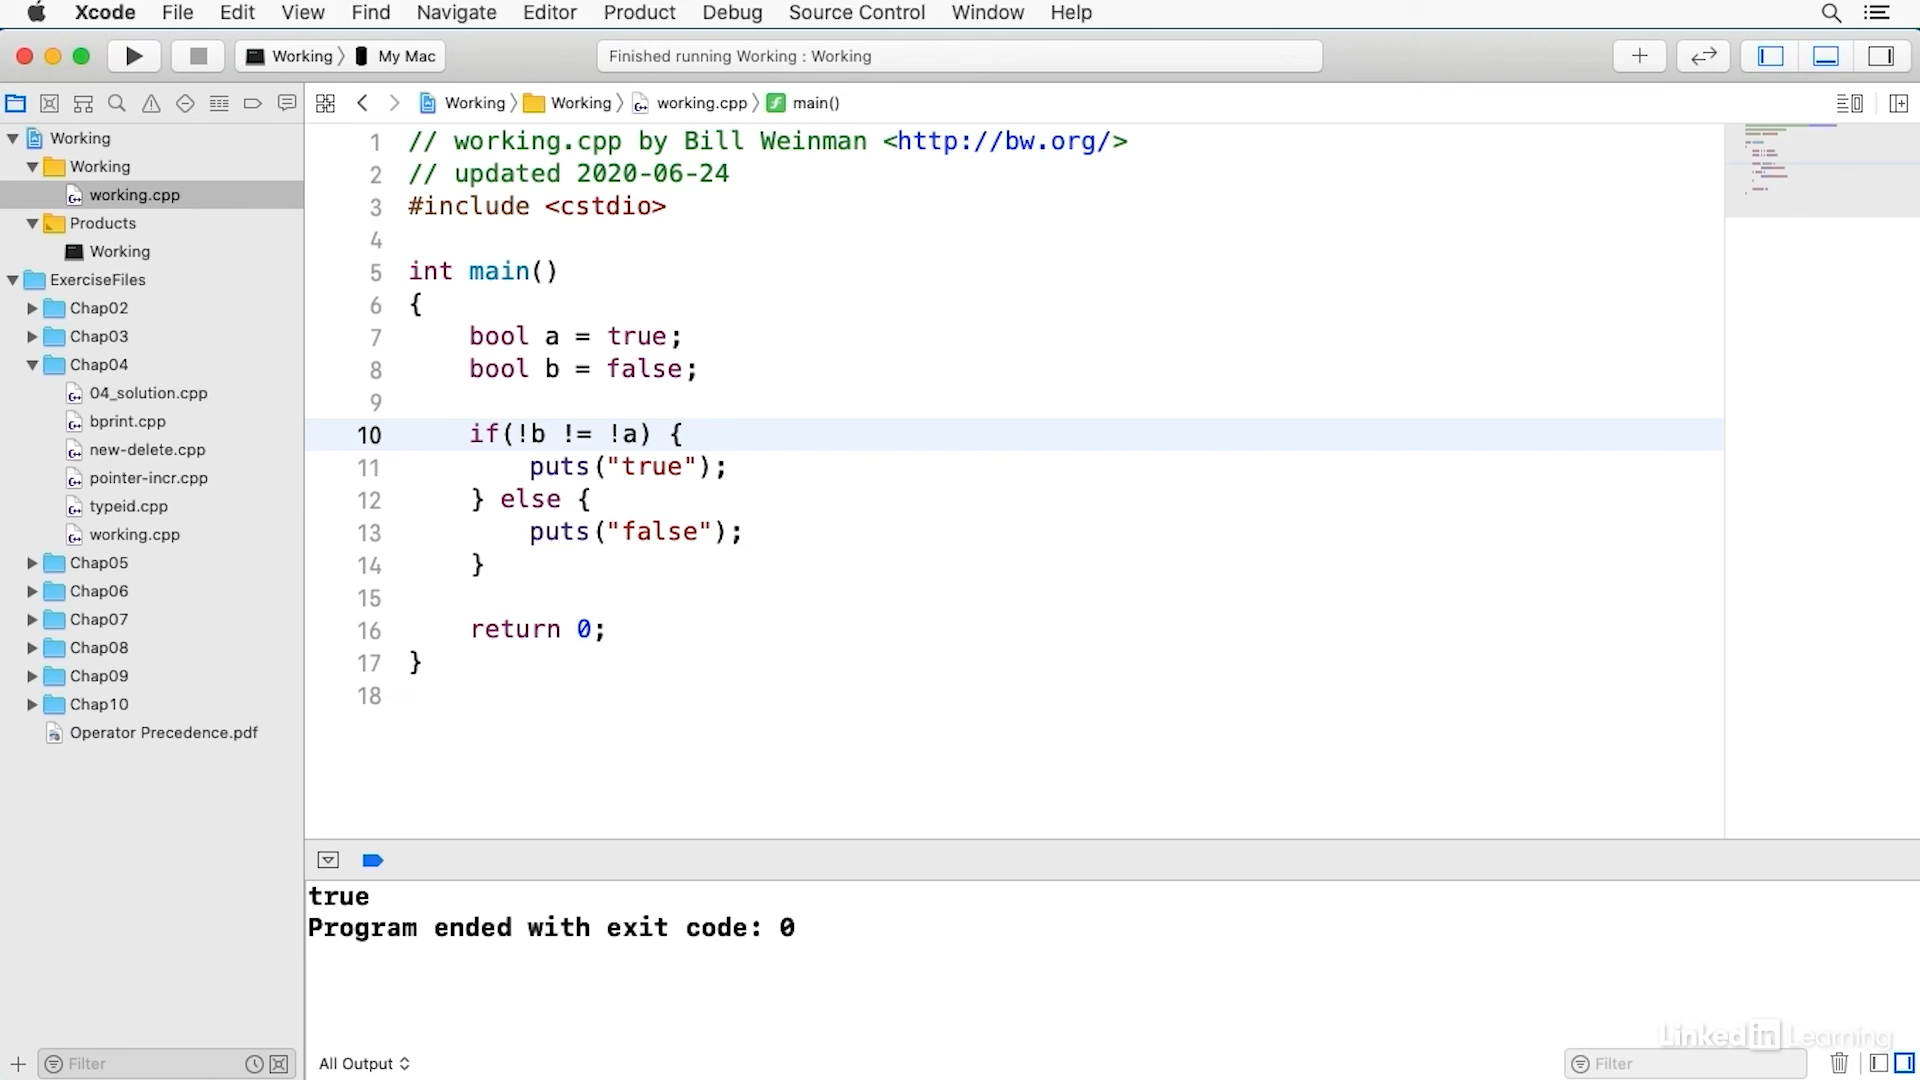 Xcode File Edit View Find Navigate Editor Product Debug Source Control Window Help
Working 〉 My Mac
Finished running Working : Working
Working 〉 Working 〉 working.cpp 〉 main()
Working
Working
working.cpp
Products
Working
ExerciseFiles
Chap02
Chap03
Chap04
04_solution.cpp
bprint.cpp
new-delete.cpp
pointer-incr.cpp
typeid.cpp
working.cpp
Chap05
Chap06
Chap07
Chap08
Chap09
Chap10
Operator Precedence.pdf
Filter
1 // working.cpp by Bill Weinman <http://bw.org/>
2 // updated 2020-06-24
3 #include <cstdio>
4
5 int main()
6 {
7 bool a = true;
8 bool b = false;
9
10 if(!b != !a) {
11 puts("true");
12 } else {
13 puts("false");
14 }
15
16 return 0;
17 }
18
true
Program ended with exit code: 0
All Output
Filter
Linked in Learning